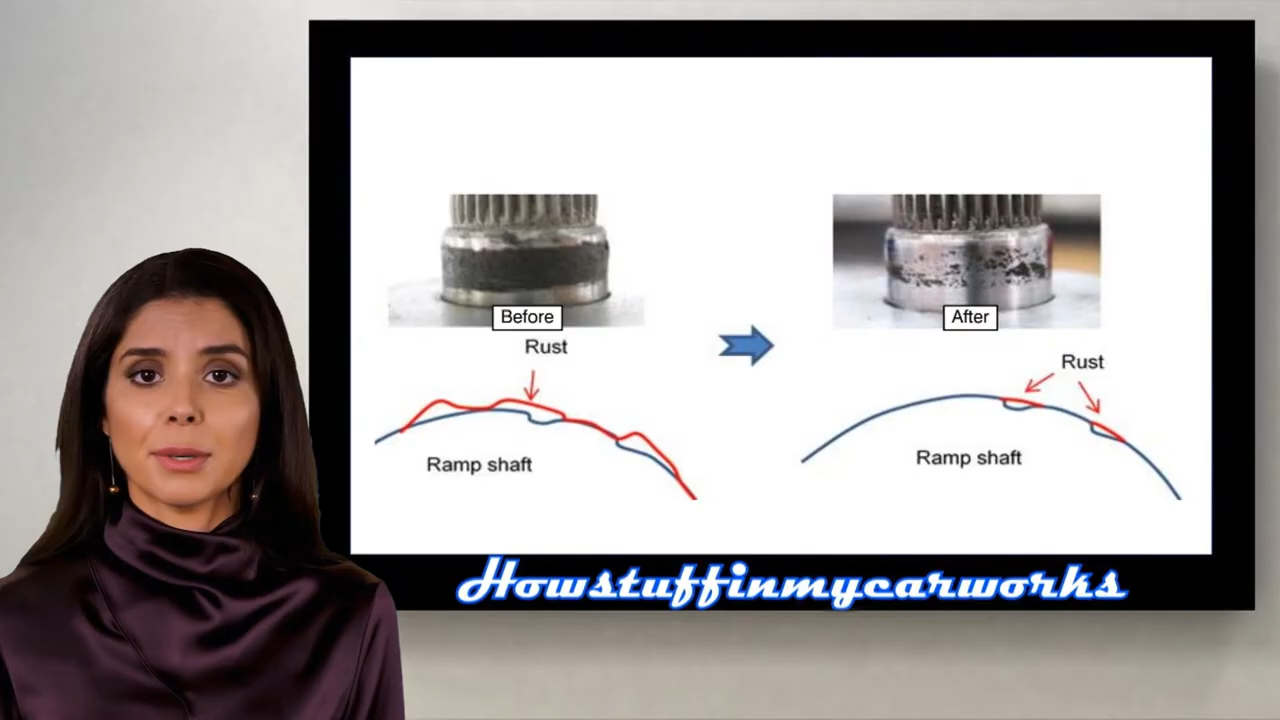 Before
After
Rust
Rust
Ramp shaft
Ramp shaft
Howstuffinmycarworks